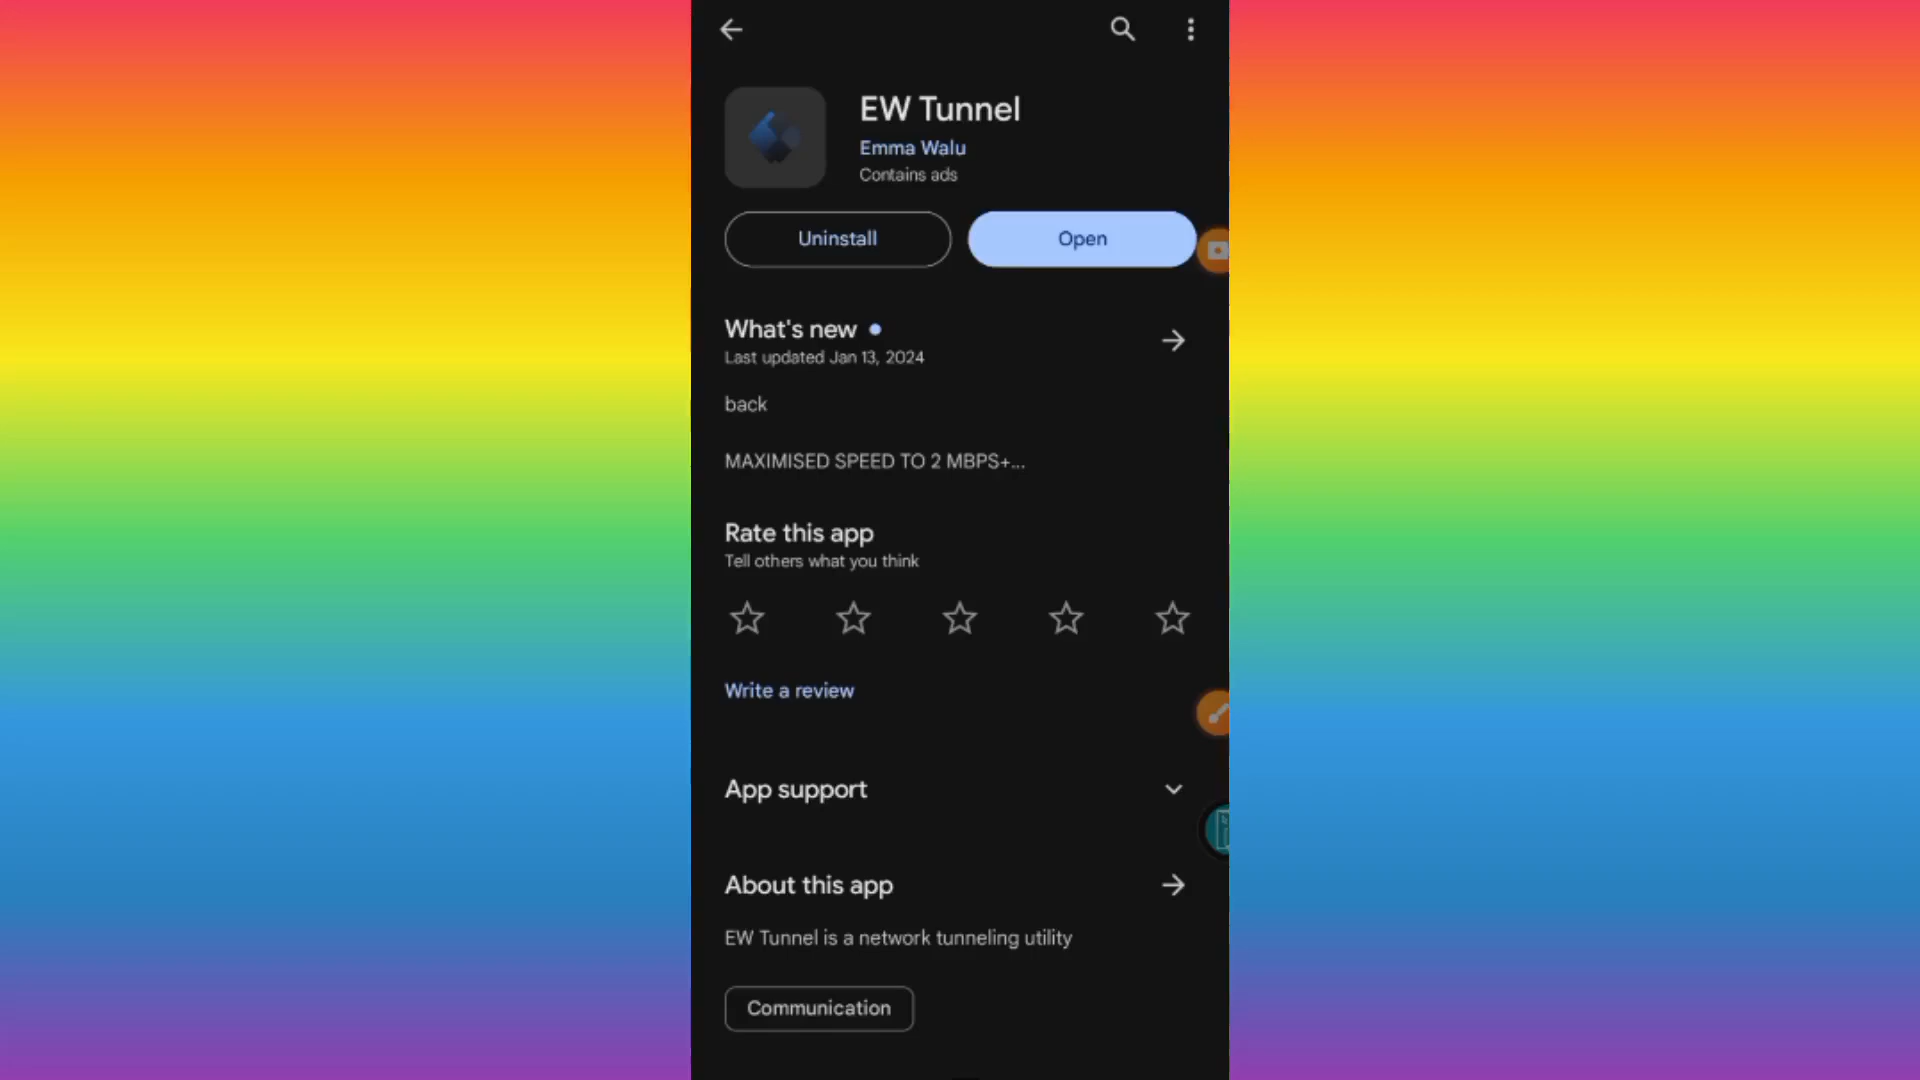 EW Tunnel
Emma Walu
Contains ads
Uninstall
Open
What's new
Last updated Jan 13, 2024
back
MAXIMISED SPEED TO 2 MBPS+...
Rate this app
Tell others what you think
Write a review
App support
About this app
EW Tunnel is a network tunneling utility
Communication